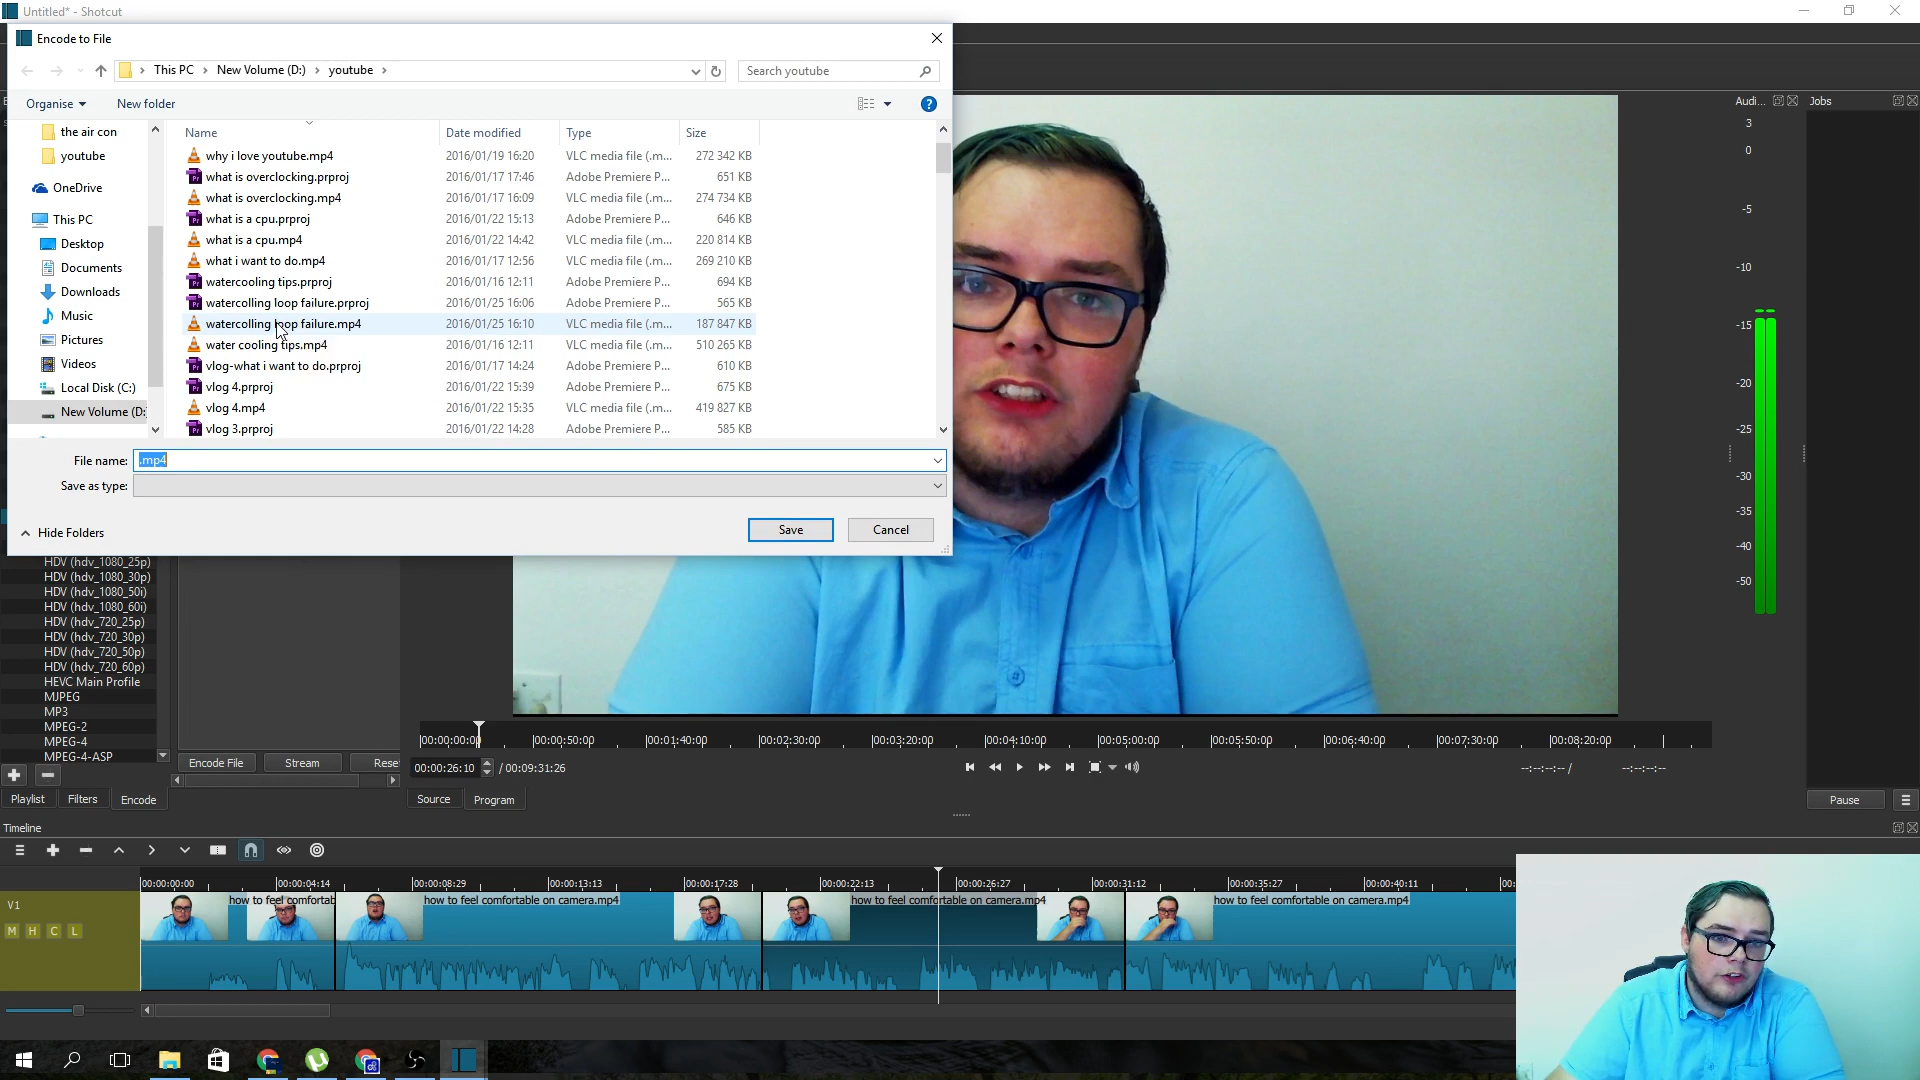 Untitled* - Shotcut
Encode to File
This PC > New Volume (D:) > youtube >
Search youtube
Organise
New folder
the air con
youtube
OneDrive
This PC
Desktop
Documents
Downloads
Music
Pictures
Videos
Local Disk (C:)
New Volume (D:
Name Date modified Type Size
why i love youtube.mp4 2016/01/19 16:20 VLC media file (.m... 272 342 KB
what is overclocking.prproj 2016/01/17 17:46 Adobe Premiere P... 651 KB
what is overclocking.mp4 2016/01/17 16:09 VLC media file (.m... 274 734 KB
what is a cpu.prproj 2016/01/22 15:13 Adobe Premiere P... 646 KB
what is a cpu.mp4 2016/01/22 14:42 VLC media file (.m... 220 814 KB
what i want to do.mp4 2016/01/17 12:56 VLC media file (.m... 269 210 KB
watercooling tips.prproj 2016/01/16 12:11 Adobe Premiere P... 694 KB
watercolling loop failure.prproj 2016/01/25 16:06 Adobe Premiere P... 565 KB
watercolling loop failure.mp4 2016/01/25 16:10 VLC media file (.m... 187 847 KB
water cooling tips.mp4 2016/01/16 12:11 VLC media file (.m... 510 265 KB
vlog-what i want to do.prproj 2016/01/17 14:24 Adobe Premiere P... 610 KB
vlog 4.prproj 2016/01/22 15:39 Adobe Premiere P... 675 KB
vlog 4.mp4 2016/01/22 15:35 VLC media file (.m... 419 827 KB
vlog 3.prproj 2016/01/22 14:28 Adobe Premiere P... 585 KB
File name: .mp4
Save as type:
Hide Folders
Save
Cancel
Audi...
3
0
-5
-10
-15
-20
-25
-30
-35
-40
-50
Jobs
Pause
HDV (hdv_1080_25p)
HDV (hdv_1080_30p)
HDV (hdv_1080_50i)
HDV (hdv_1080_60i)
HDV (hdv_720_25p)
HDV (hdv_720_30p)
HDV (hdv_720_50p)
HDV (hdv_720_60p)
HEVC Main Profile
MJPEG
MP3
MPEG-2
MPEG-4
MPEG-4-ASP
Encode File
Stream
Rese
Playlist
Filters
Encode
00:00:00:00 00:00:50:00 00:01:40:00 00:02:30:00 00:03:20:00 00:04:10:00 00:05:00:00 00:05:50:00 00:06:40:00 00:07:30:00 00:08:20:00
00:00:26:10 / 00:09:31:26
--:--:--:-- / --:--:--:--
Source
Program
Timeline
00:00:00:00 00:00:04:14 00:00:08:29 00:00:13:13 00:00:17:28 00:00:22:13 00:00:26:27 00:00:31:12 00:00:35:27 00:00:40:11 00:
V1
M H C L
how to feel comfortab
how to feel comfortable on camera.mp4
how to feel comfortable on camera.mp4
how to feel comfortable on camera.mp4